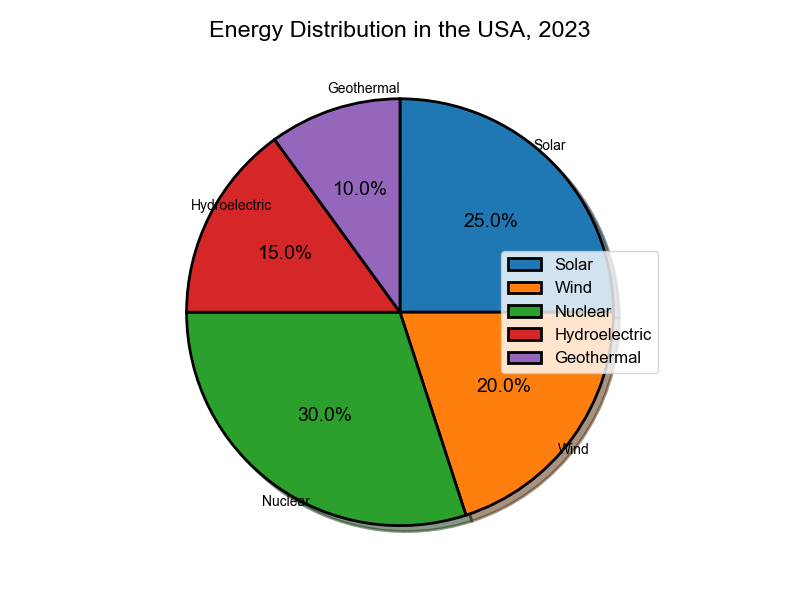 Energy Distribution in the USA, 2023
Geothermal
Solar
10.0%
Hydroelectric
25.0%
15.0%
Solar
Wind
Nuclear
Hydroelectric
Geothermal
20.0%
30.0%
Wind
Nuclear